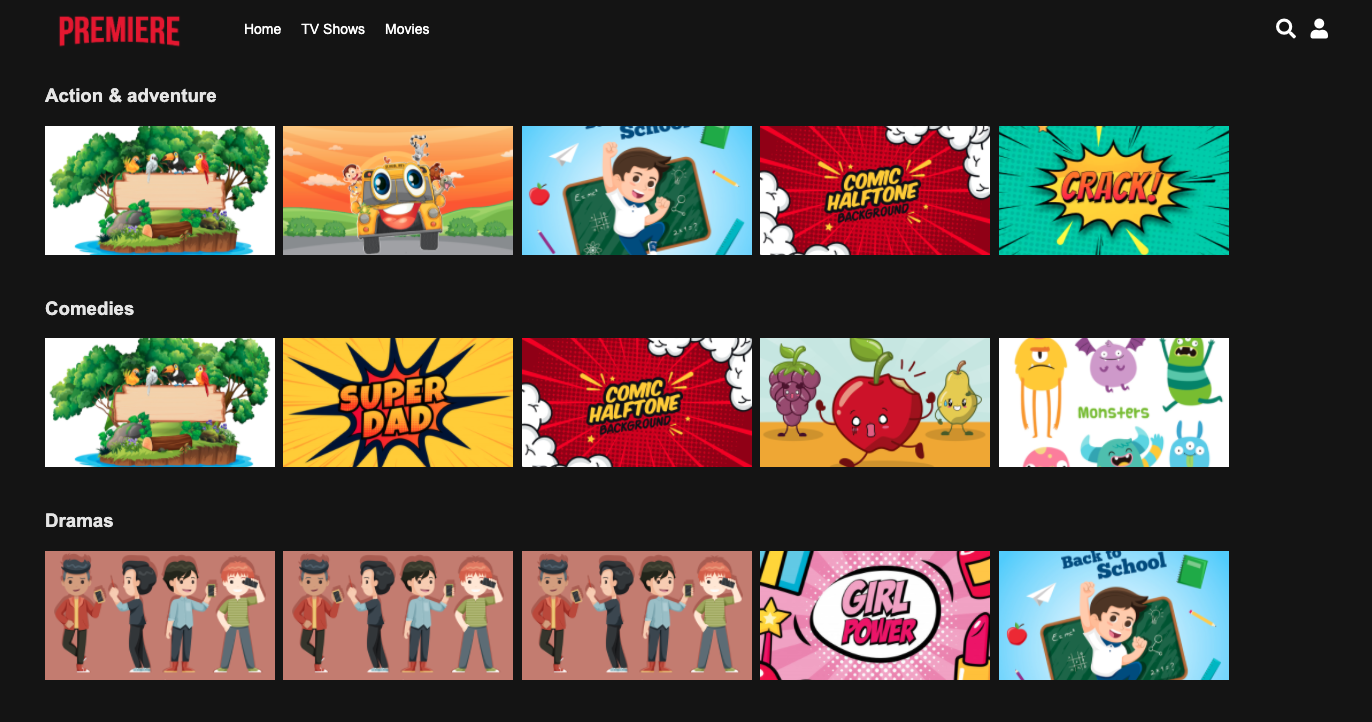 PREMIERE
Home
TV Shows
Movies
Action & adventure
School
COMIC
HALFTONE
BACKGROUND
CRACK!
Comedies
SUPER
DAD
COMIC
HALFTONE
BACKGROUND
Monsters
Dramas
GIRL
POWER
Back to
School